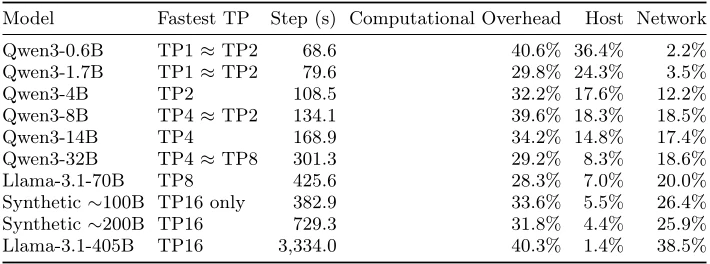 Model Fastest TP Step (s) Computational Overhead Host Network
Qwen3-0.6B TP1 ≈ TP2 68.6 40.6% 36.4% 2.2%
Qwen3-1.7B TP1 ≈ TP2 79.6 29.8% 24.3% 3.5%
Qwen3-4B TP2 108.5 32.2% 17.6% 12.2%
Qwen3-8B TP4 ≈ TP2 134.1 39.6% 18.3% 18.5%
Qwen3-14B TP4 168.9 34.2% 14.8% 17.4%
Qwen3-32B TP4 ≈ TP8 301.3 29.2% 8.3% 18.6%
Llama-3.1-70B TP8 425.6 28.3% 7.0% 20.0%
Synthetic ∼100B TP16 only 382.9 33.6% 5.5% 26.4%
Synthetic ∼200B TP16 729.3 31.8% 4.4% 25.9%
Llama-3.1-405B TP16 3,334.0 40.3% 1.4% 38.5%